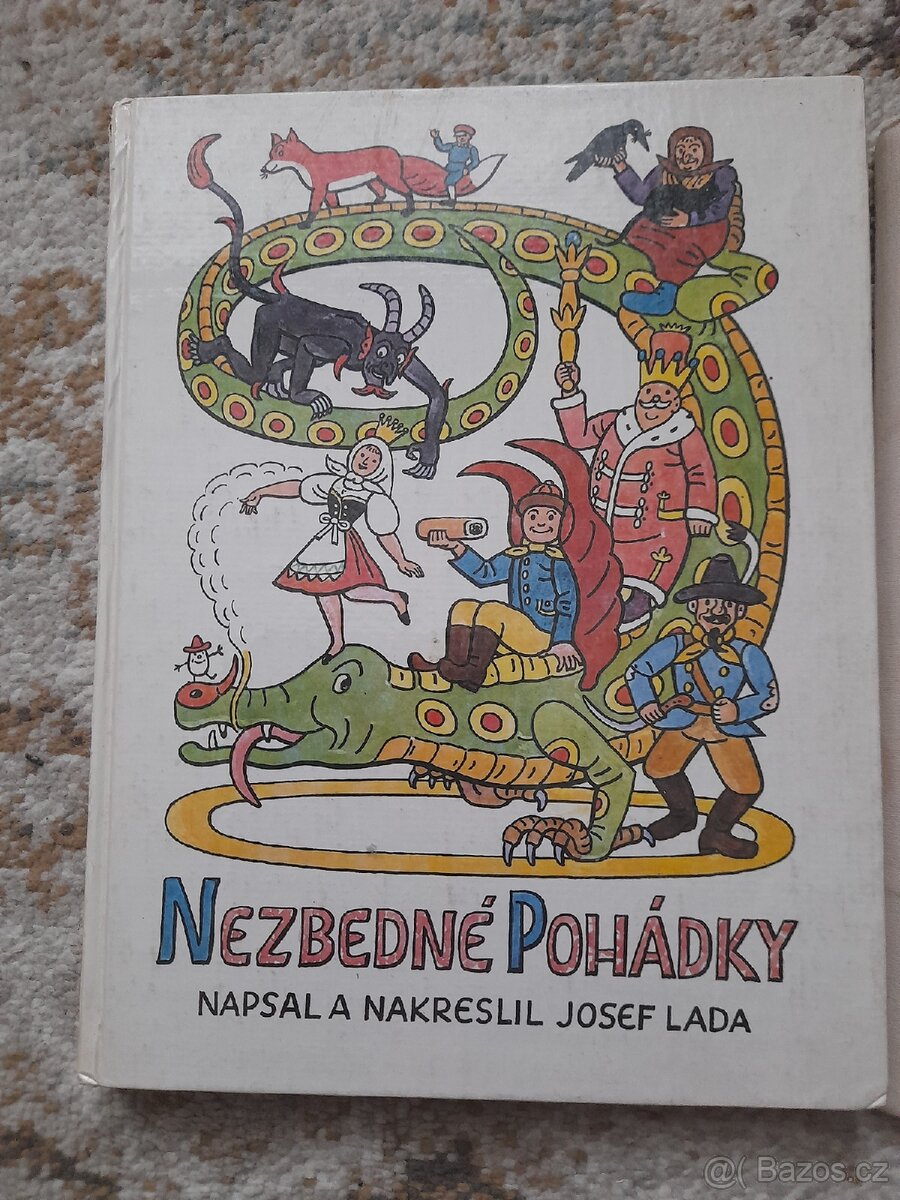 NEZBEDNÉ POHÁDKY
NAPSAL A NAKRESLIL JOSEF LADA
@( Bazos.cz